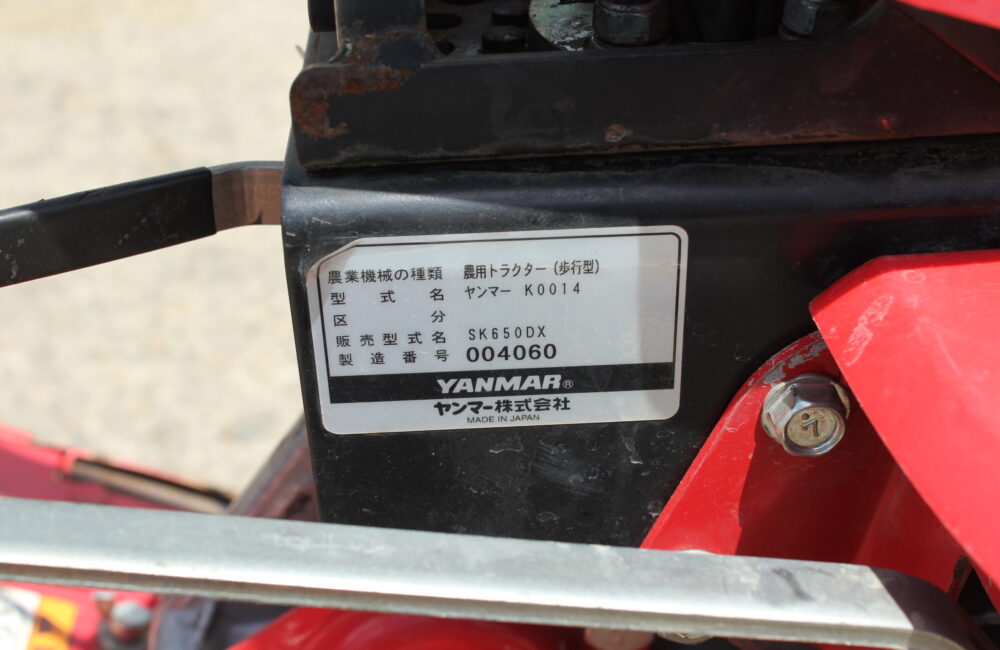 農業機械の種類 農用トラクター(歩行型)
型式名 ヤンマー K0014
区分
販売型式名 SK650DX
製造番号 004060
YANMAR®
ヤンマー株式会社
MADE IN JAPAN
7